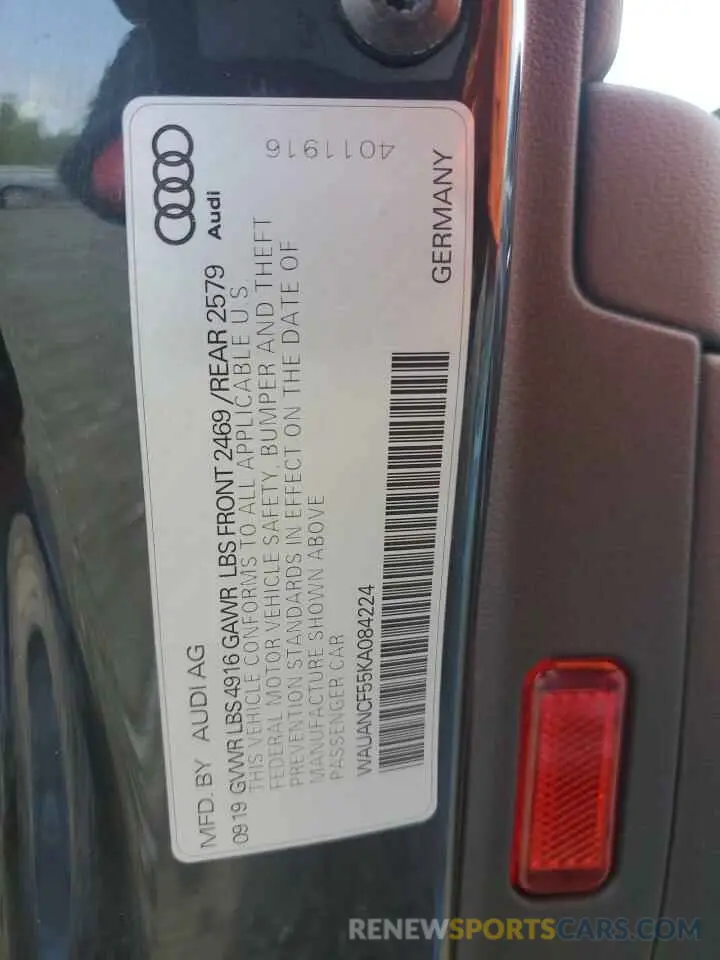 Audi
4011916
MFD. BY AUDI AG
09 19 GVWR LBS 4916 GAWR LBS FRONT 2469 / REAR 2579
THIS VEHICLE CONFORMS TO ALL APPLICABLE U.S
FEDERAL MOTOR VEHICLE SAFETY, BUMPER AND THEFT
PREVENTION STANDARDS IN EFFECT ON THE DATE OF
MANUFACTURE SHOWN ABOVE
PASSENGER CAR
WAUANCF55KA084224
GERMANY
RENEWSPORTSCARS.COM